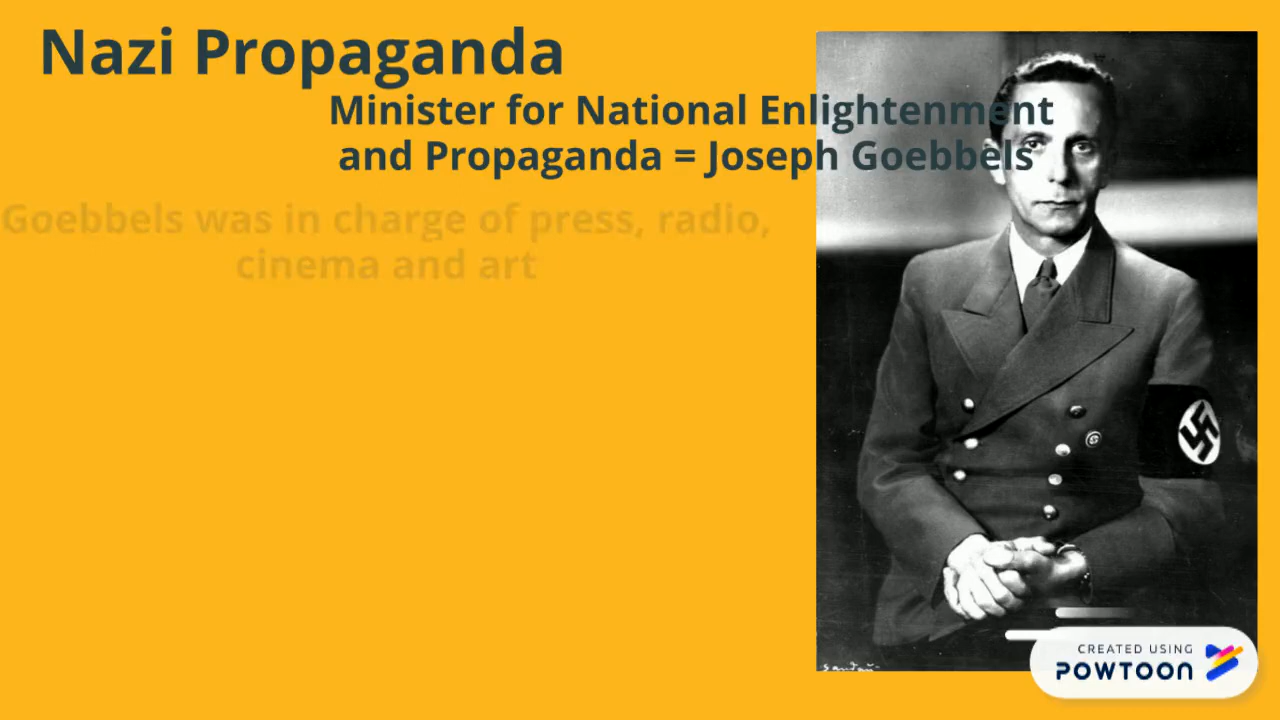 Nazi Propaganda
Minister for National Enlightenment
and Propaganda = Joseph Goebbels
Goebbels was in charge of press, radio,
cinema and art
CREATED USING
POWTOON